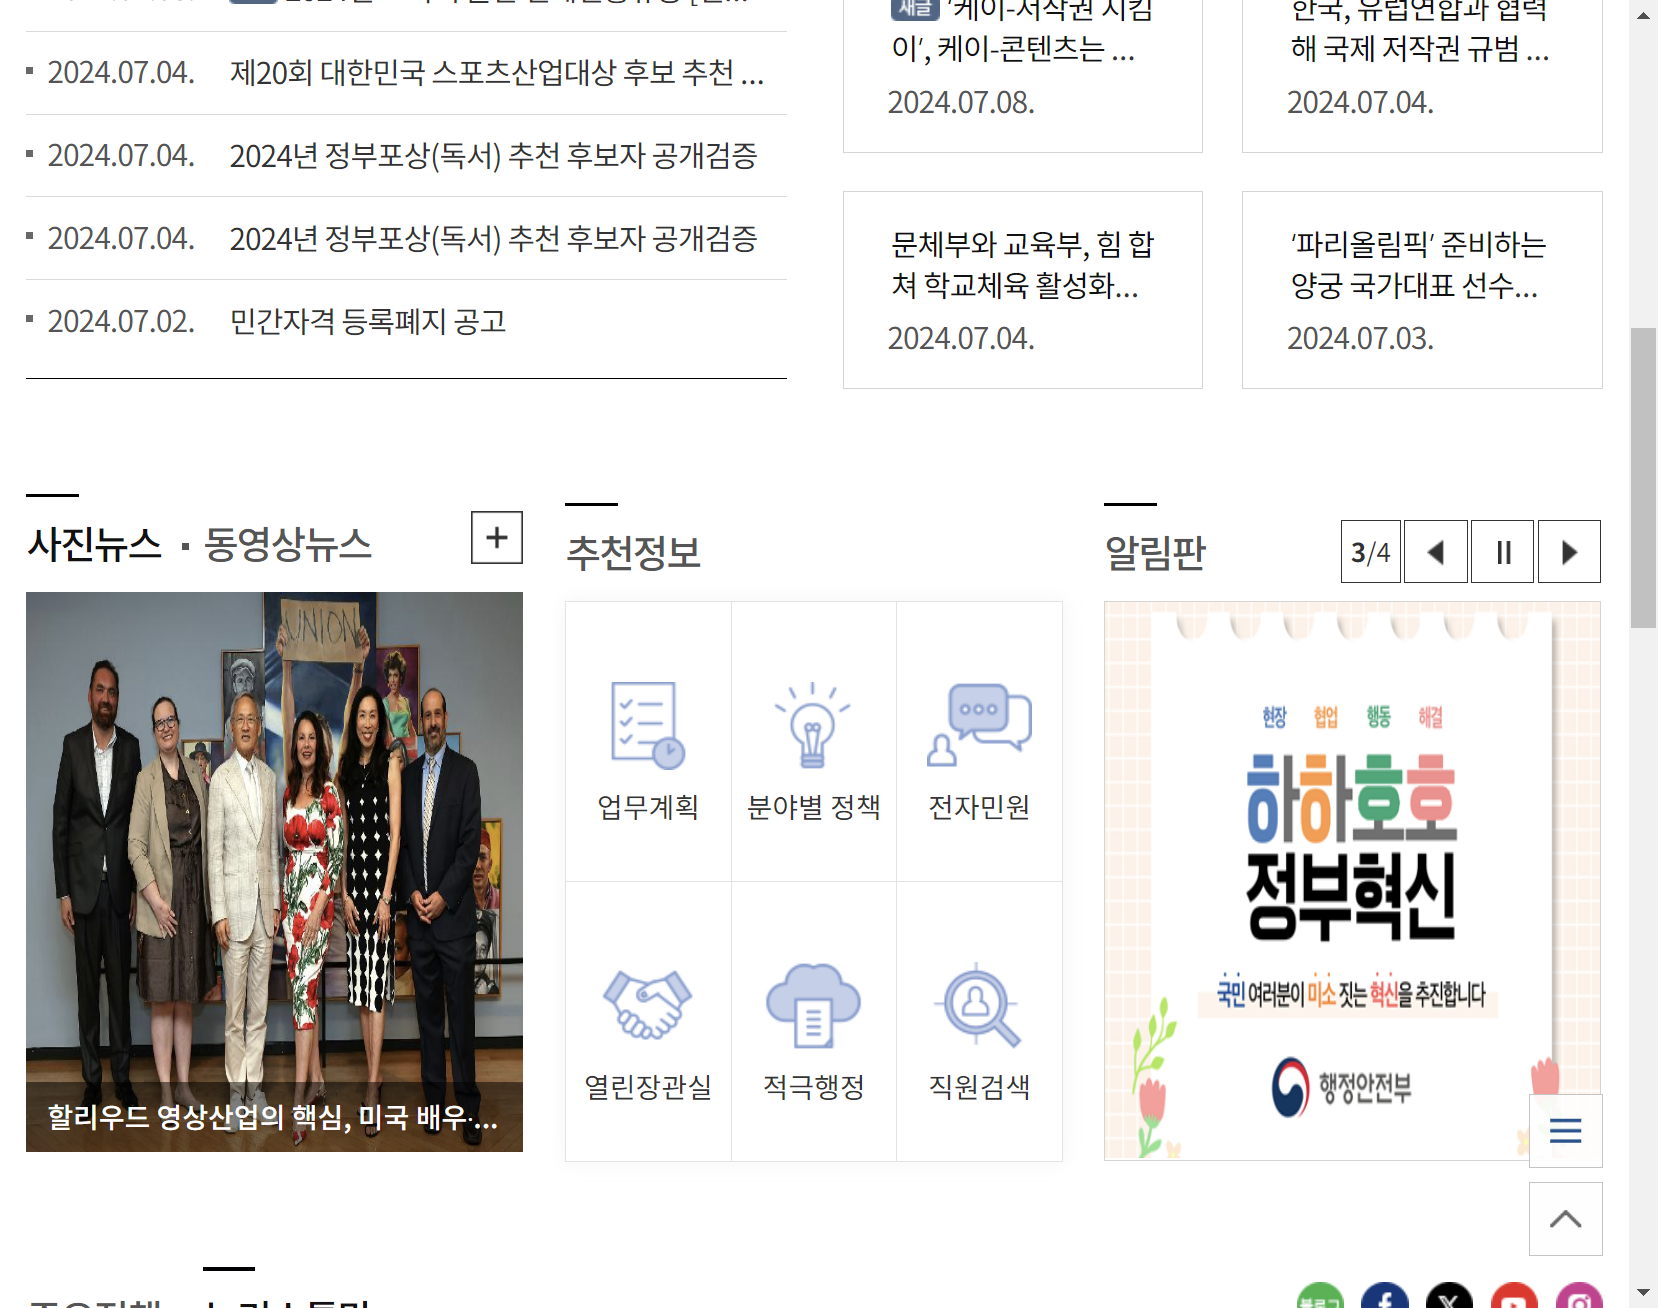 2024.07.04. 제20회 대한민국 스포츠산업대상 후보 추천 ...
2024.07.04. 2024년 정부포상(독서) 추천 후보자 공개검증
2024.07.04. 2024년 정부포상(독서) 추천 후보자 공개검증
2024.07.02. 민간자격 등록폐지 공고
새글 '케이-저작권 지킴
이', 케이-콘텐츠는 ...
2024.07.08.
한국, 유럽연합과 협력
해 국제 저작권 규범 ...
2024.07.04.
문체부와 교육부, 힘 합
쳐 학교체육 활성화...
2024.07.04.
‘파리올림픽’ 준비하는
양궁 국가대표 선수...
2024.07.03.
사진뉴스 동영상뉴스
UNION
할리우드 영상산업의 핵심, 미국 배우·...
추천정보
업무계획
분야별 정책
전자민원
열린장관실
적극행정
직원검색
알림판
3/4
현장 협업 행동 해결
하하호호
정부혁신
국민 여러분이 미소 짓는 혁신을 추진합니다
행정안전부
블로그